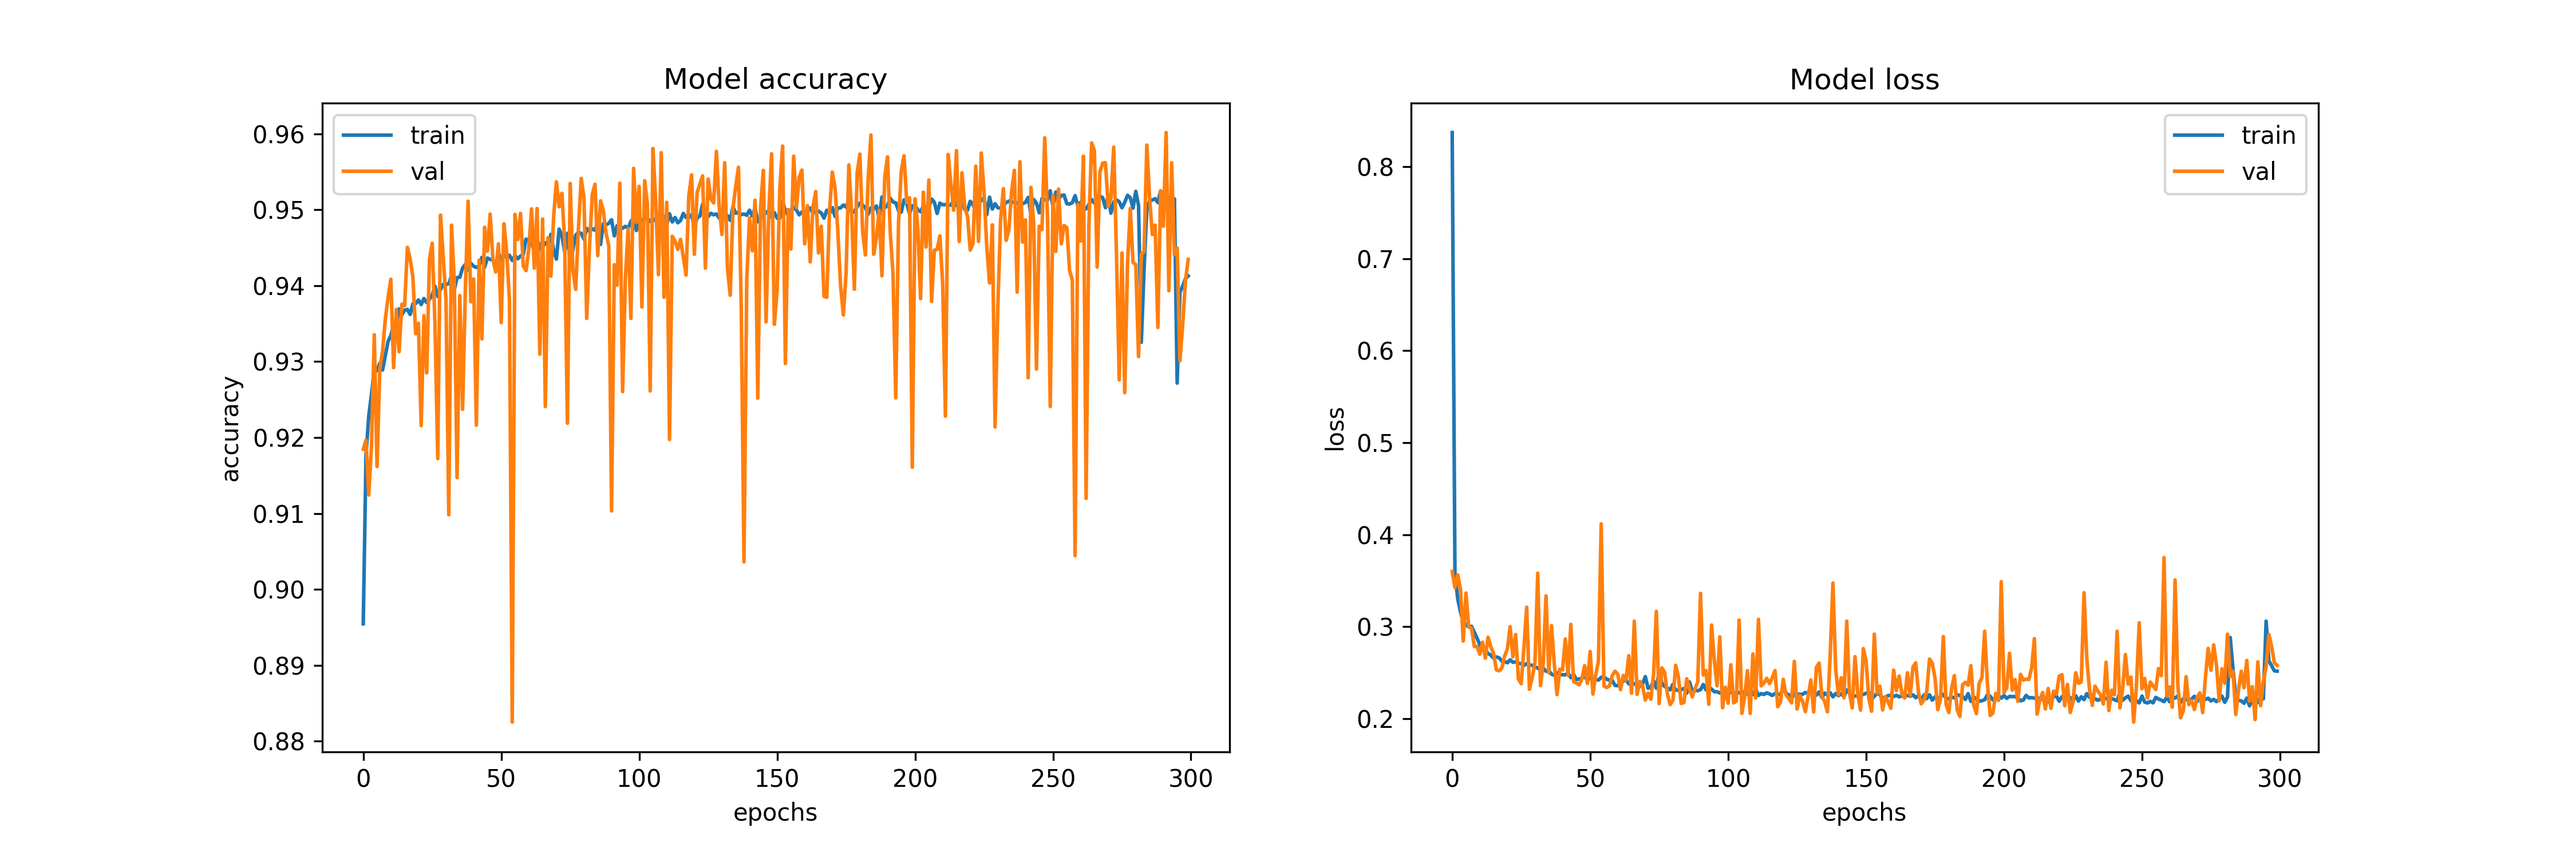 Model accuracy
train
val
0.96
0.95
0.94
0.93
0.92
0.91
0.90
0.89
0.88
accuracy
0 50 100 150 200 250 300
epochs
Model loss
train
val
0.8
0.7
0.6
0.5
0.4
0.3
0.2
loss
0 50 100 150 200 250 300
epochs